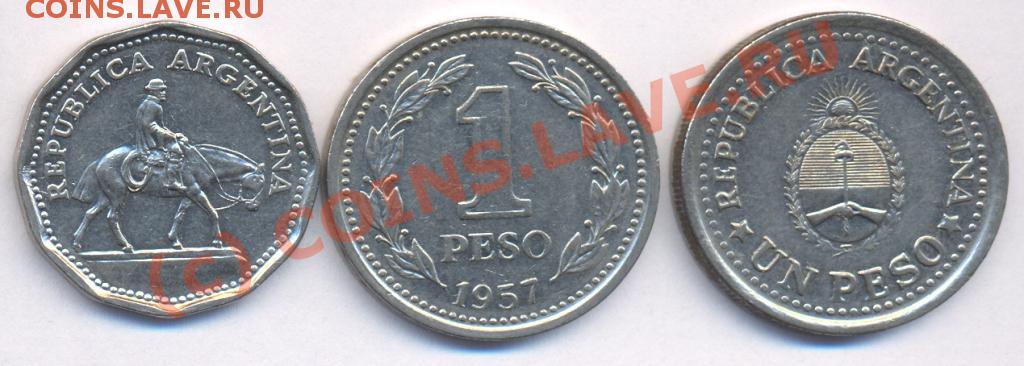 COINS.LAVE.RU
REPUBLICA ARGENTINA
1
PESO
1957
REPUBLICA ARGENTINA
★ UN PESO ★
(c) COINS.LAVE.RU